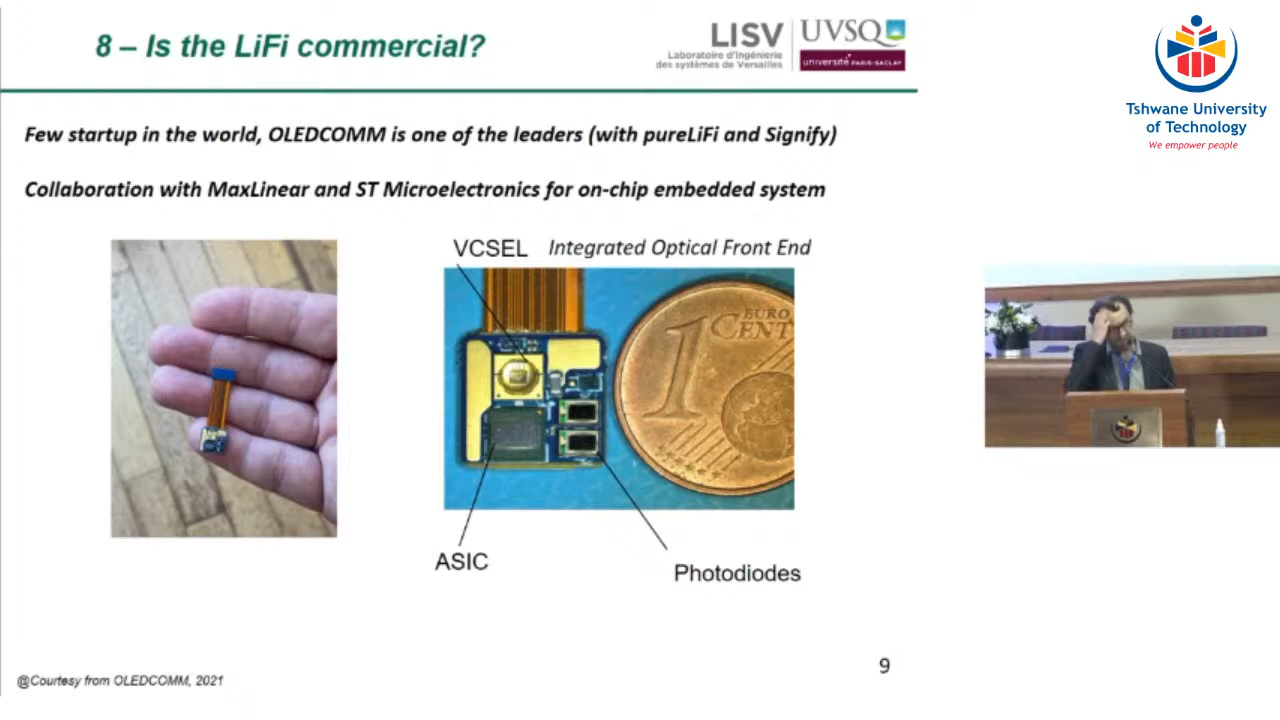 8 – Is the LiFi commercial?
LISV
Laboratoire d'Ingénierie
des systèmes de Versailles
UVSQ
université PARIS-SACLAY
Tshwane University
of Technology
We empower people
Few startup in the world, OLEDCOMM is one of the leaders (with pureLiFi and Signify)
Collaboration with MaxLinear and ST Microelectronics for on-chip embedded system
VCSEL
Integrated Optical Front End
1 EURO
CENT
ASIC
Photodiodes
9
@Courtesy from OLEDCOMM, 2021